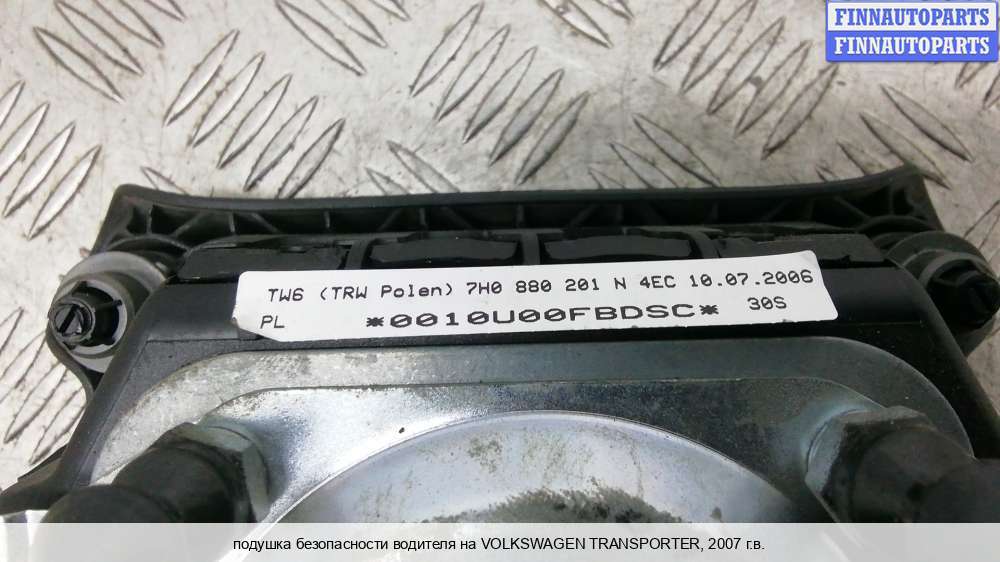 FINNAUTOPARTS
FINNAUTOPARTS
TW6 (TRW Polen) 7H0 880 201 N 4EC 10.07.2006
PL *0010U00FBDSC* 30S
подушка безопасности водителя на VOLKSWAGEN TRANSPORTER, 2007 г.в.